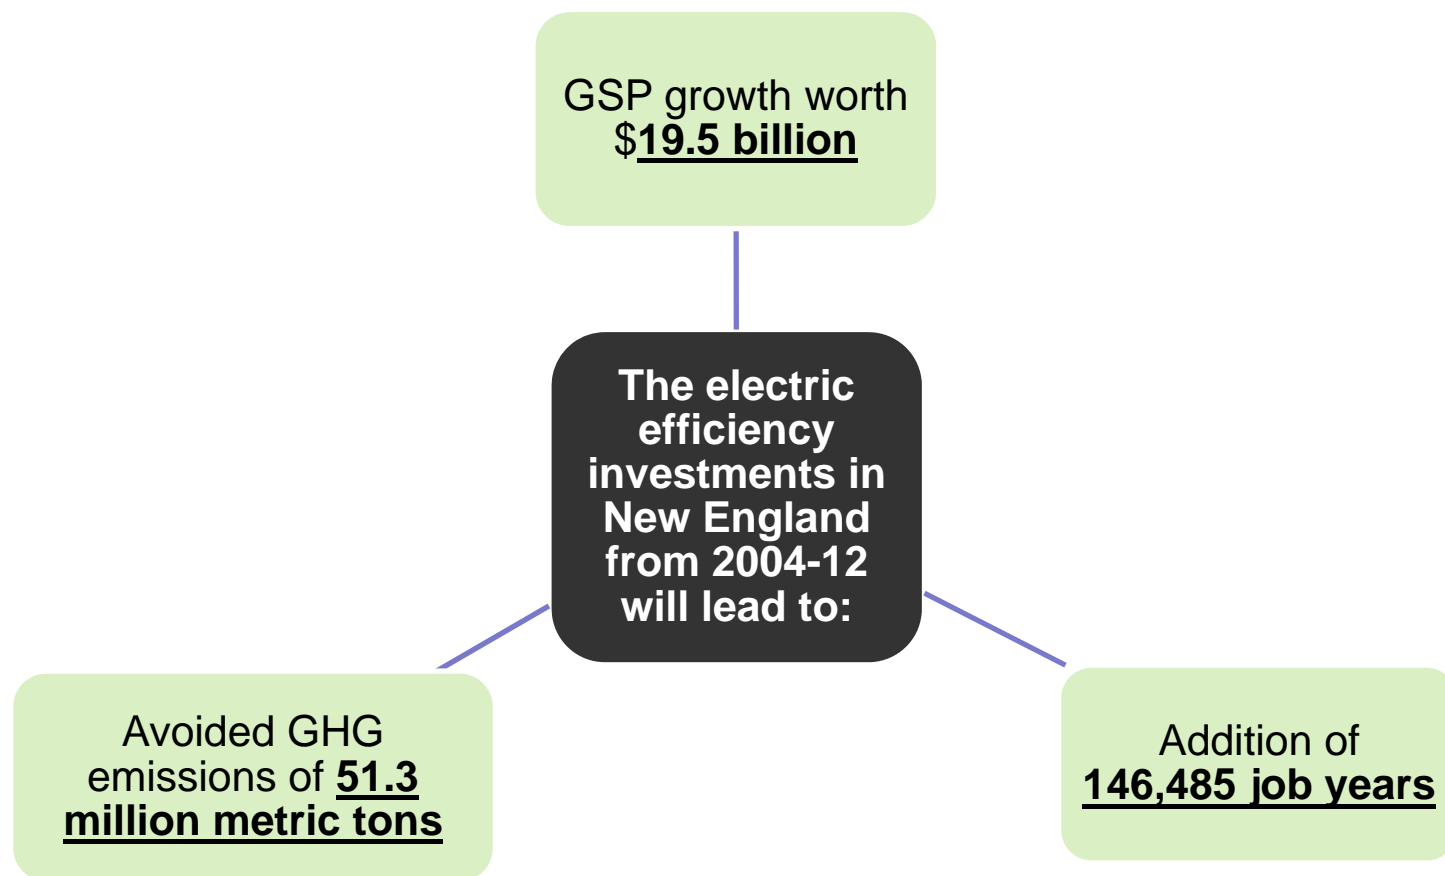 GSP growth worth
$19.5 billion
The electric
efficiency
investments in
New England
from 2004-12
will lead to:
Avoided GHG
emissions of 51.3
million metric tons
Addition of
146,485 job years